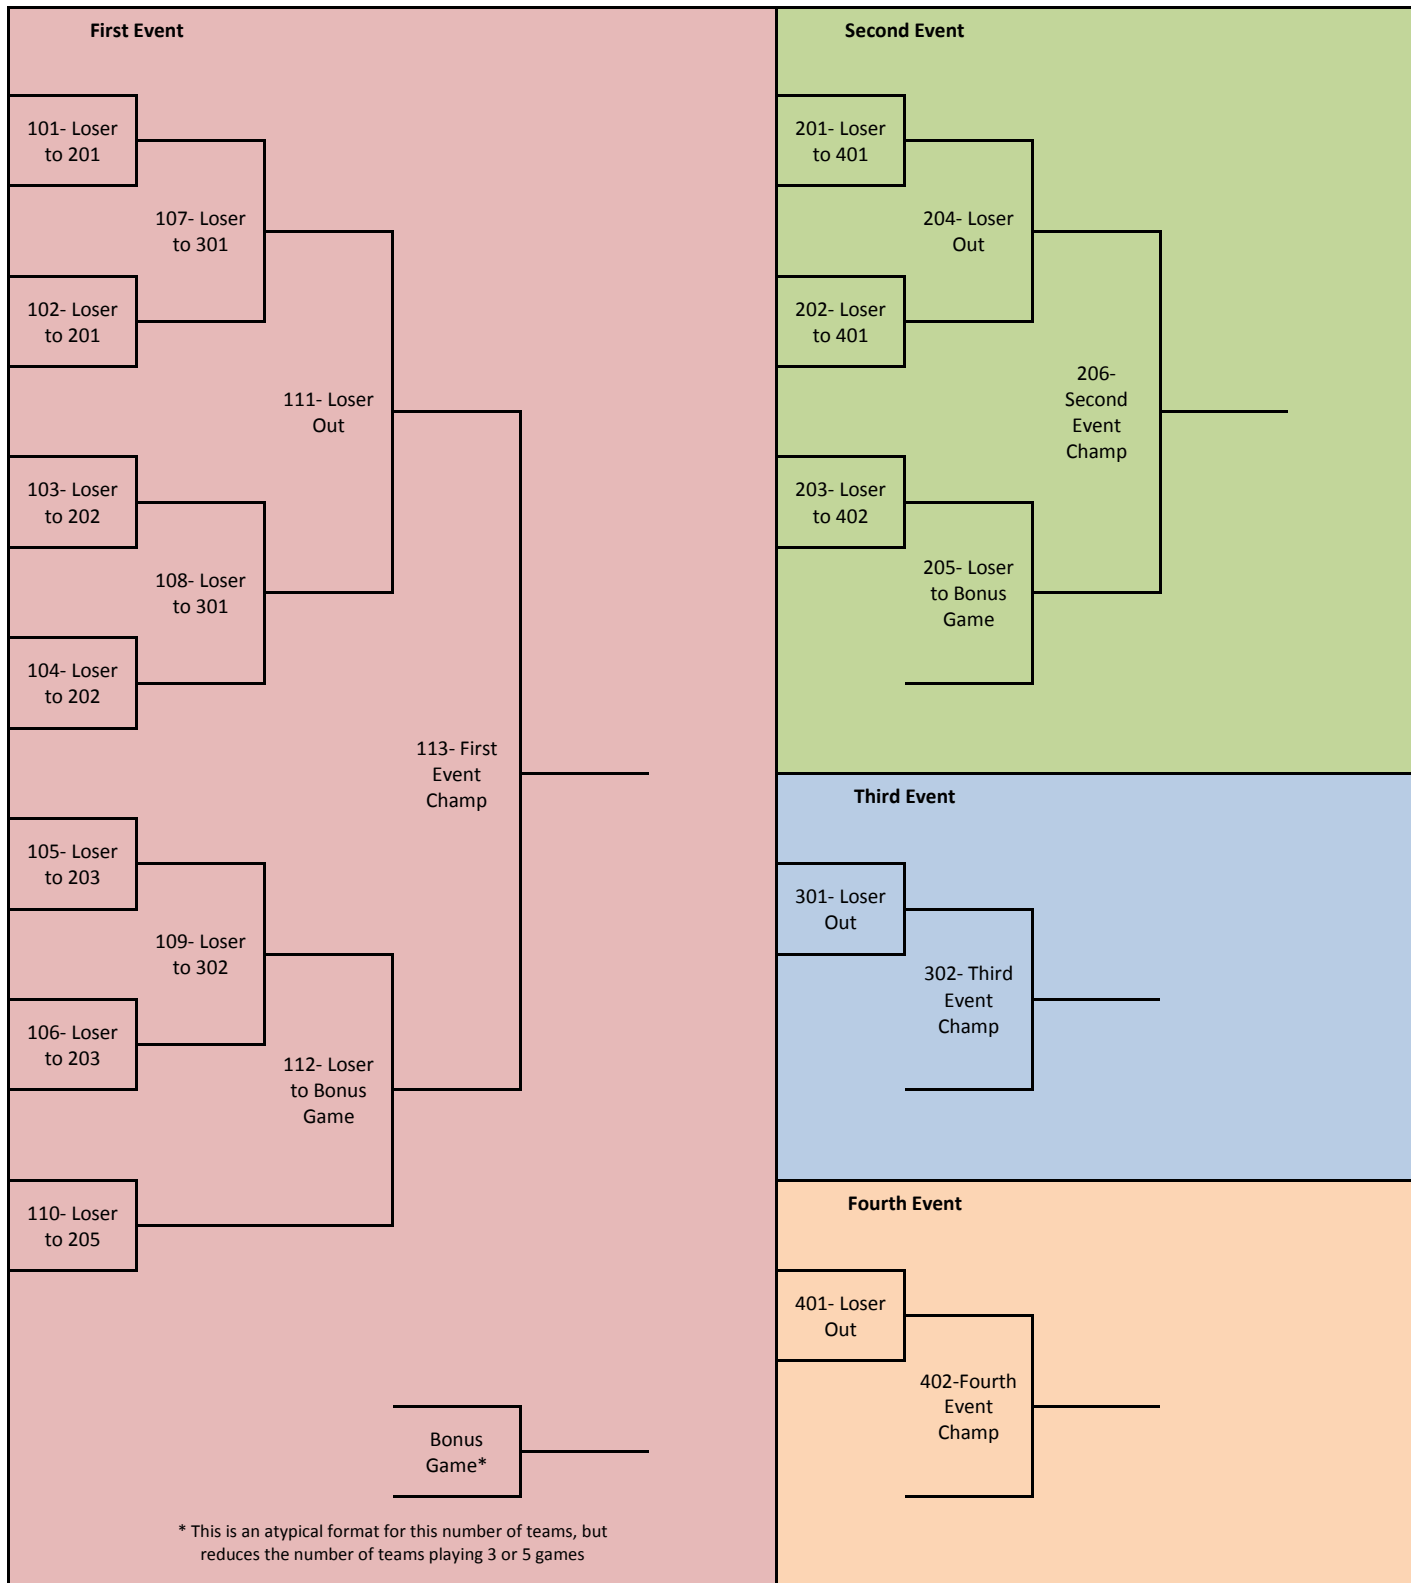 First Event
101- Loser
to 201
107- Loser
to 301
102- Loser
to 201
111- Loser
Out
103- Loser
to 202
108- Loser
to 301
104- Loser
to 202
113- First
Event
Champ
105- Loser
to 203
109- Loser
to 302
106- Loser
to 203
112- Loser
to Bonus
Game
110- Loser
to 205
Bonus
Game*
* This is an atypical format for this number of teams, but
reduces the number of teams playing 3 or 5 games
Second Event
201- Loser
to 401
204- Loser
Out
202- Loser
to 401
206-
Second
Event
Champ
203- Loser
to 402
205- Loser
to Bonus
Game
Third Event
301- Loser
Out
302- Third
Event
Champ
Fourth Event
401- Loser
Out
402-Fourth
Event
Champ